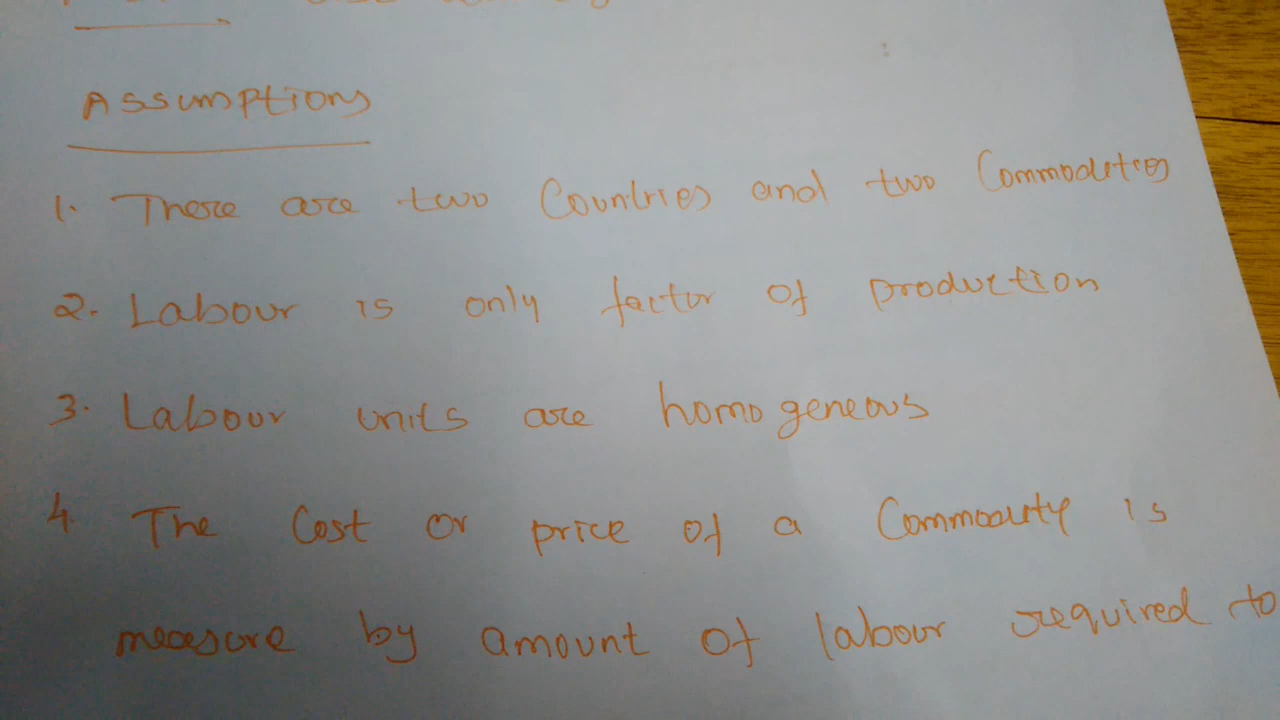 Assumptions
1. There are two Countries and two Commodities
2. Labour is only factor of production
3. Labour units are homogeneous
4. The Cost or price of a Commodity is
measure by amount of labour required to